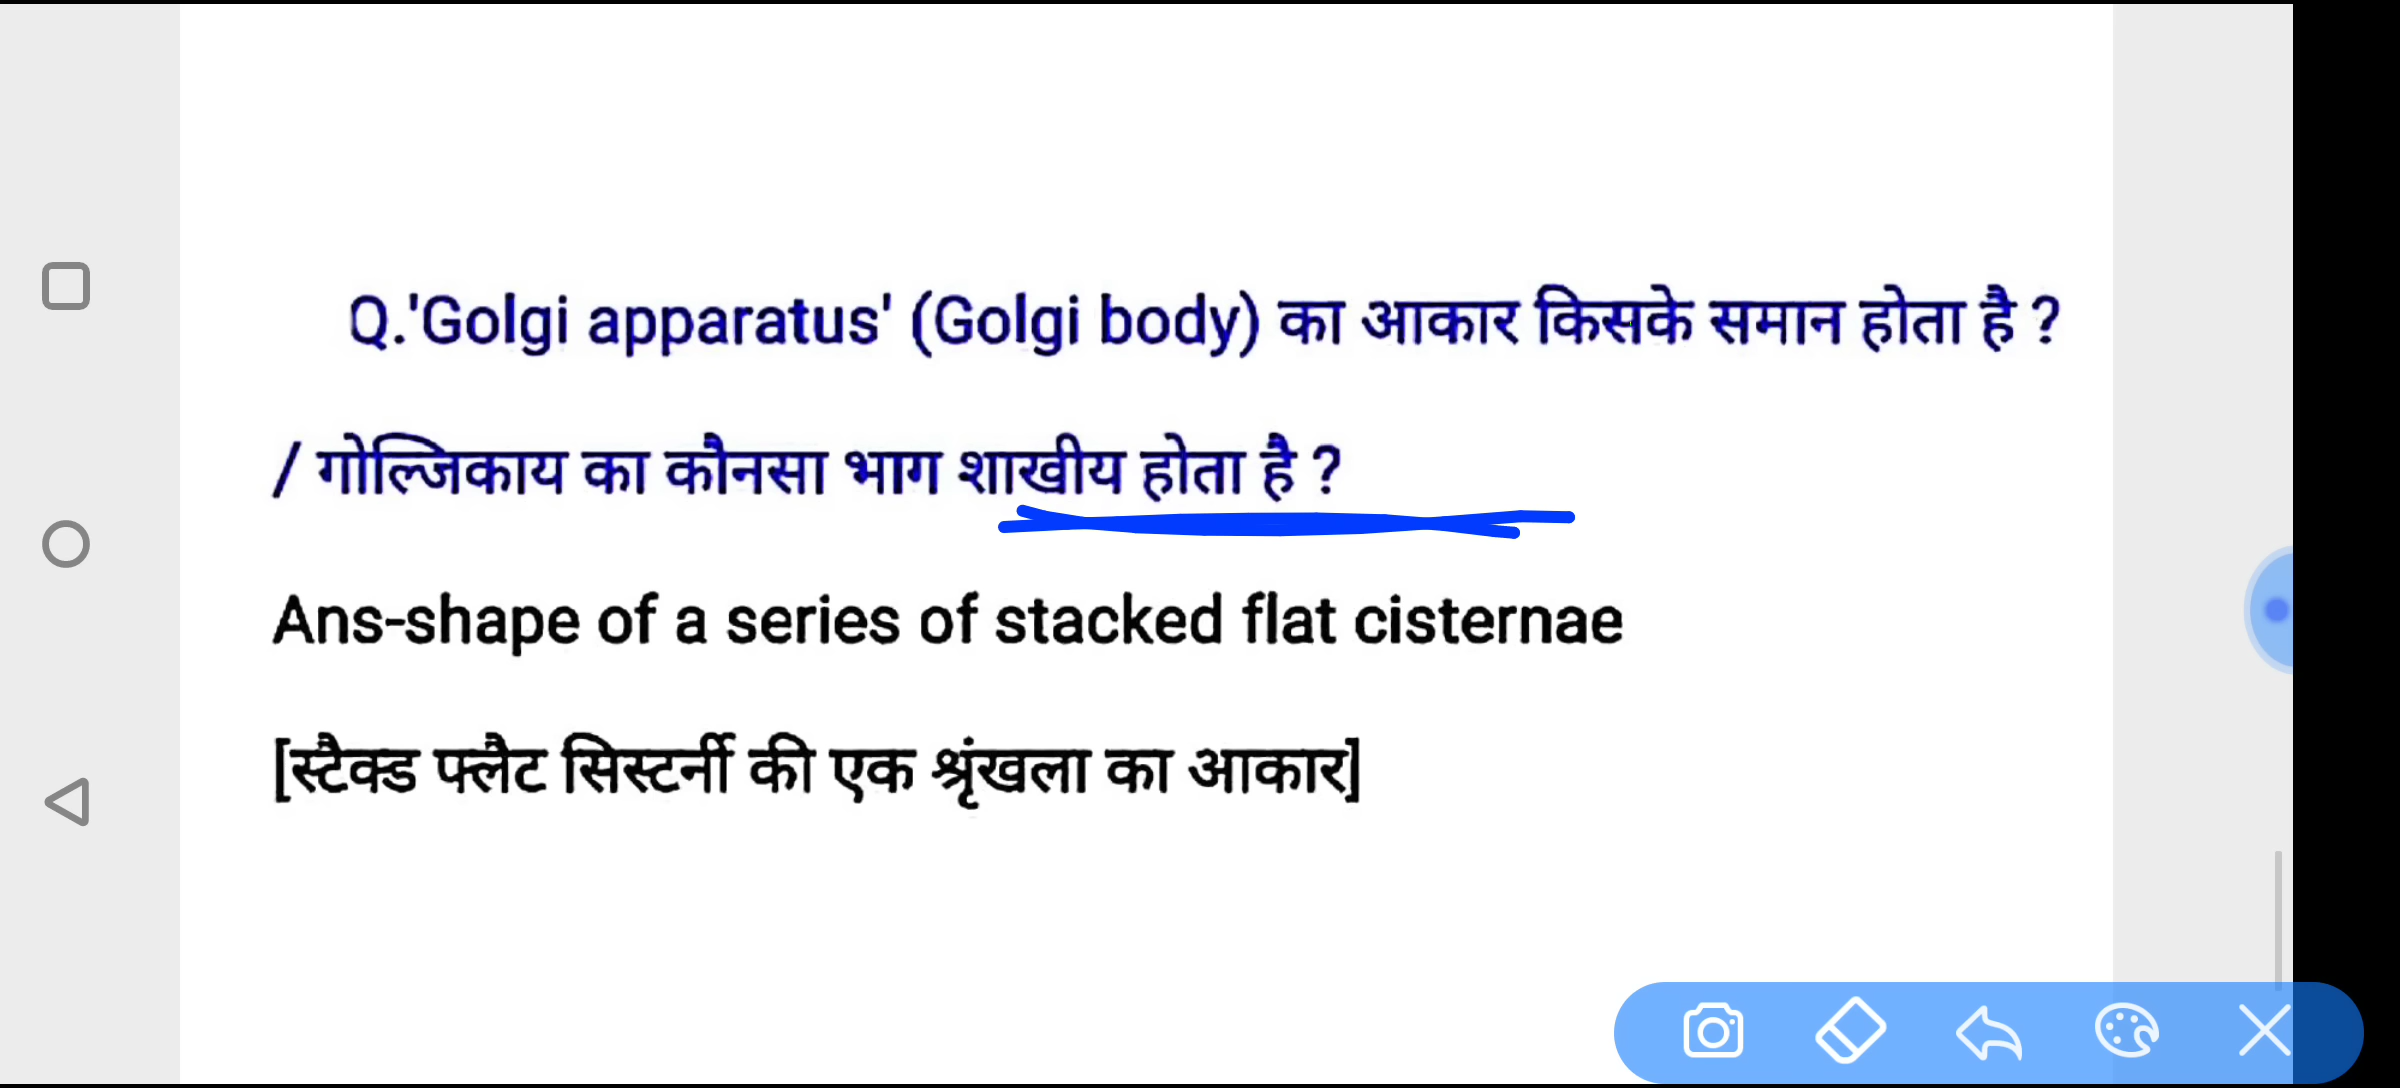 Q.'Golgi apparatus' (Golgi body) का आकार किसके समान होता है ?
/ गोल्जिकाय का कौनसा भाग शाखीय होता है ?
Ans-shape of a series of stacked flat cisternae
[स्टैक्ड फ्लैट सिस्टर्नी की एक श्रृंखला का आकार]